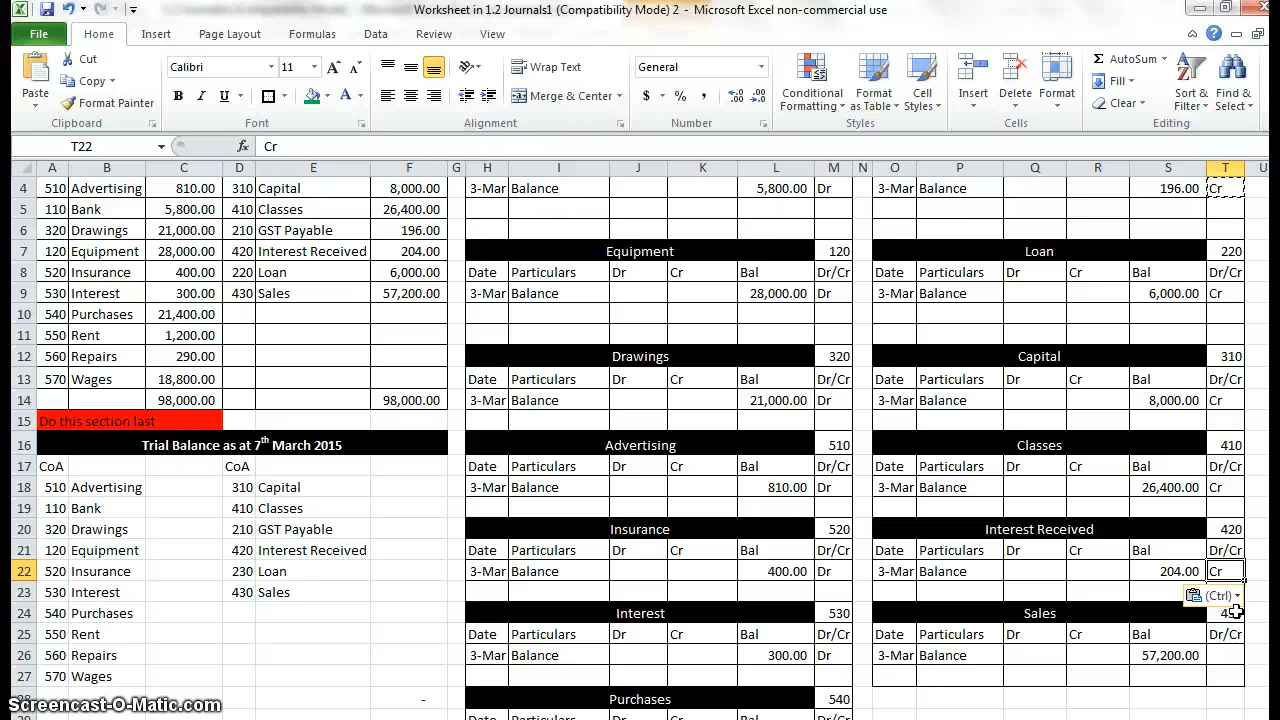 Worksheet in 1.2 Journals1 (Compatibility Mode) 2 - Microsoft Excel non-commercial use
File Home Insert Page Layout Formulas Data Review View
Paste Cut Copy Format Painter
Calibri 11
B I U A
Wrap Text
Merge & Center
General
$ % ,
Conditional Formatting Format as Table Cell Styles
Insert Delete Format
Σ AutoSum Fill Clear
Sort & Filter Find & Select
Clipboard Font Alignment Number Styles Cells Editing
T22 fx Cr
A B C D E F G H I J K L M N O P Q R S T U
4 510 Advertising 810.00 310 Capital 8,000.00 3-Mar Balance 5,800.00 Dr 3-Mar Balance 196.00 Cr
5 110 Bank 5,800.00 410 Classes 26,400.00
6 320 Drawings 21,000.00 210 GST Payable 196.00
7 120 Equipment 28,000.00 420 Interest Received 204.00 Equipment 120 Loan 220
8 520 Insurance 400.00 220 Loan 6,000.00 Date Particulars Dr Cr Bal Dr/Cr Date Particulars Dr Cr Bal Dr/Cr
9 530 Interest 300.00 430 Sales 57,200.00 3-Mar Balance 28,000.00 Dr 3-Mar Balance 6,000.00 Cr
10 540 Purchases 21,400.00
11 550 Rent 1,200.00
12 560 Repairs 290.00 Drawings 320 Capital 310
13 570 Wages 18,800.00 Date Particulars Dr Cr Bal Dr/Cr Date Particulars Dr Cr Bal Dr/Cr
14 98,000.00 98,000.00 3-Mar Balance 21,000.00 Dr 3-Mar Balance 8,000.00
15 Do this section last
16 Trial Balance as at 7th March 2015 Advertising 510 Classes 410
17 CoA CoA Date Particulars Dr Cr Bal Dr/Cr Date Particulars Dr Cr Bal Dr/Cr
18 510 Advertising 310 Capital 3-Mar Balance 810.00 Dr 3-Mar Balance 26,400.00 Cr
19 110 Bank 410 Classes
20 320 Drawings 210 GST Payable Insurance 520 Interest Received 420
21 120 Equipment 420 Interest Received Date Particulars Dr Cr Bal Dr/Cr Date Particulars Dr Cr Bal Dr/Cr
22 520 Insurance 230 Loan 3-Mar Balance 400.00 Dr 3-Mar Balance 204.00 Cr
23 530 Interest 430 Sales (Ctrl)
24 540 Purchases Interest 530 Sales
25 550 Rent Date Particulars Dr Cr Bal Dr/Cr Date Particulars Dr Cr Bal Dr/Cr
26 560 Repairs 3-Mar Balance 300.00 Dr 3-Mar Balance 57,200.00
27 570 Wages
- Purchases 540
Date Particulars Dr Cr Bal Dr/Cr
Screencast-O-Matic.com